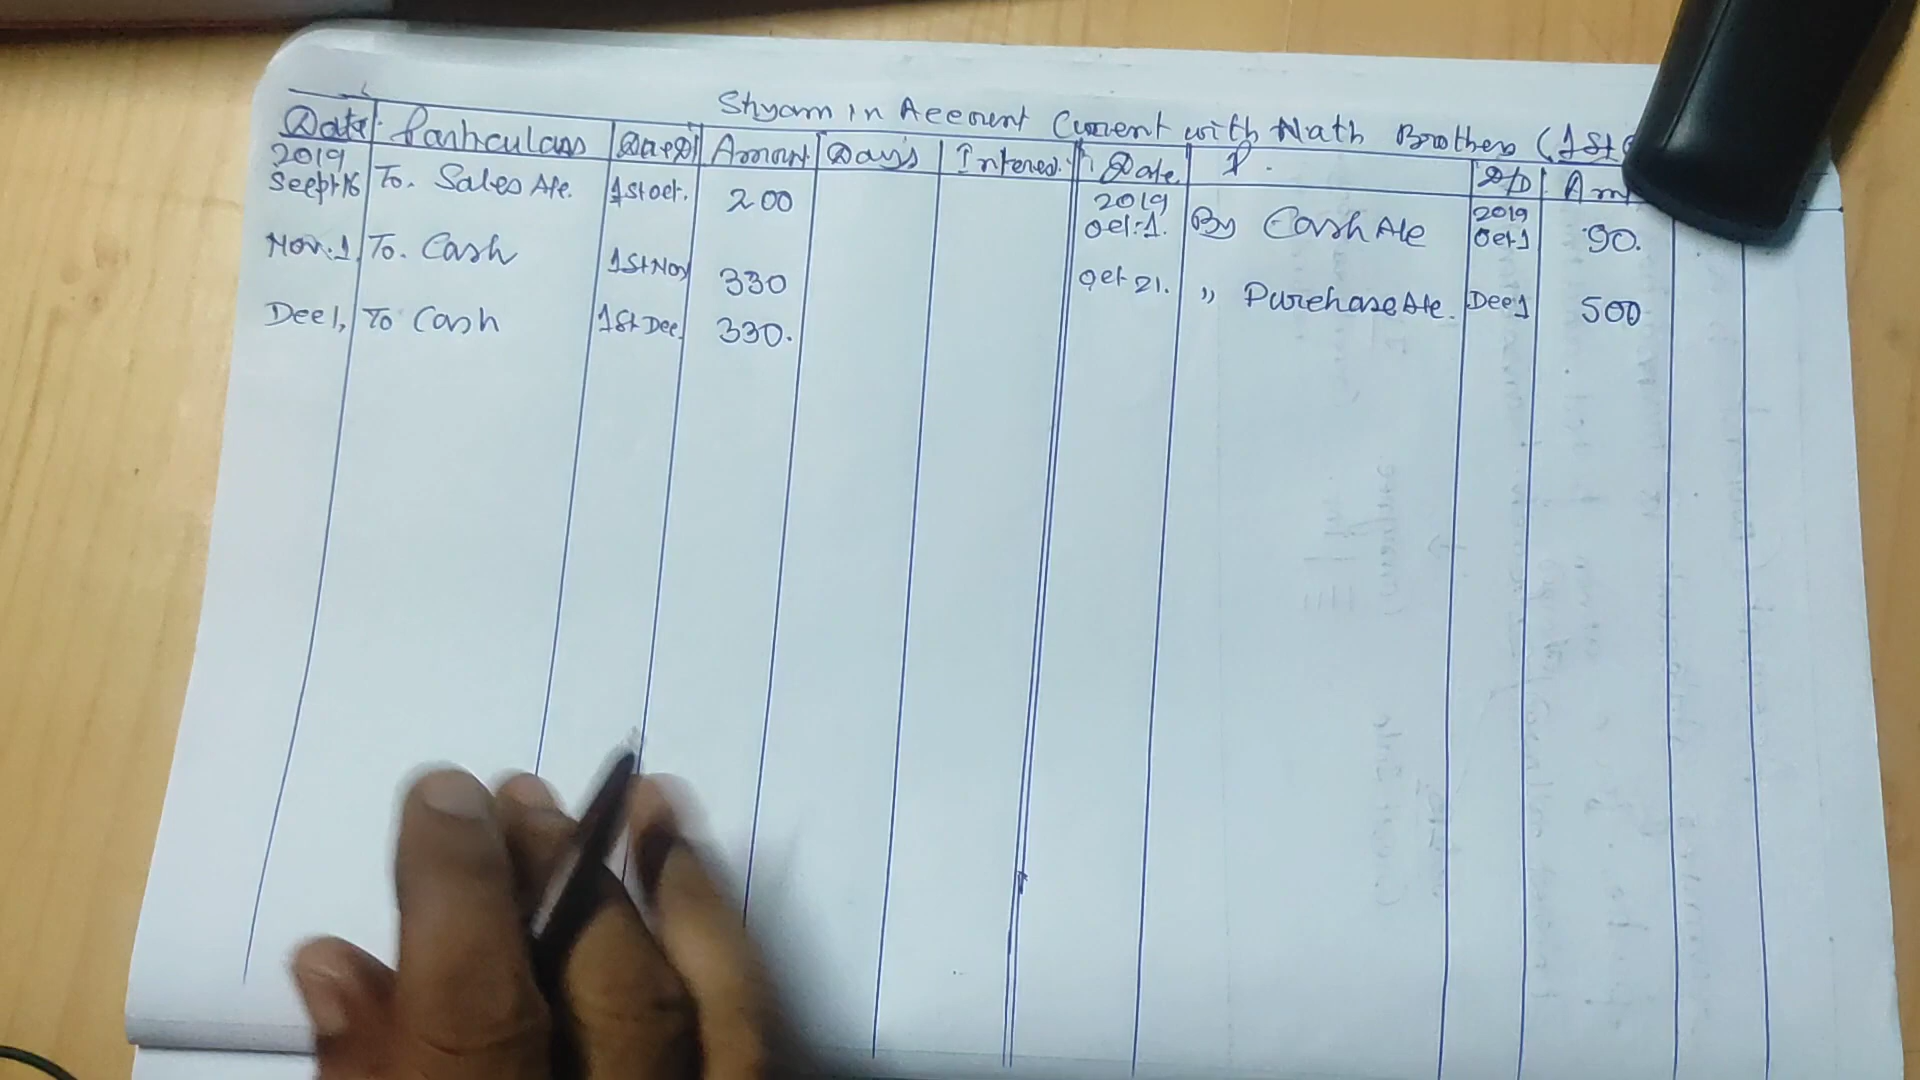 Shyam in Account Current with Nath Brothers (1st
Date Particulars Due D Amount Days Interest Date P. D/D Am
2019 2019 2019
Sept 16 To. Sales A/c. 1st oct. 200 Oct. 1. By Cash A/c Oct 1 90.
Nov. 1 To. Cash 1st Nov 330 Oct 21. ,, Purchase A/c. Dec 1 500
Dec 1, To Cash 1st Dec. 330.